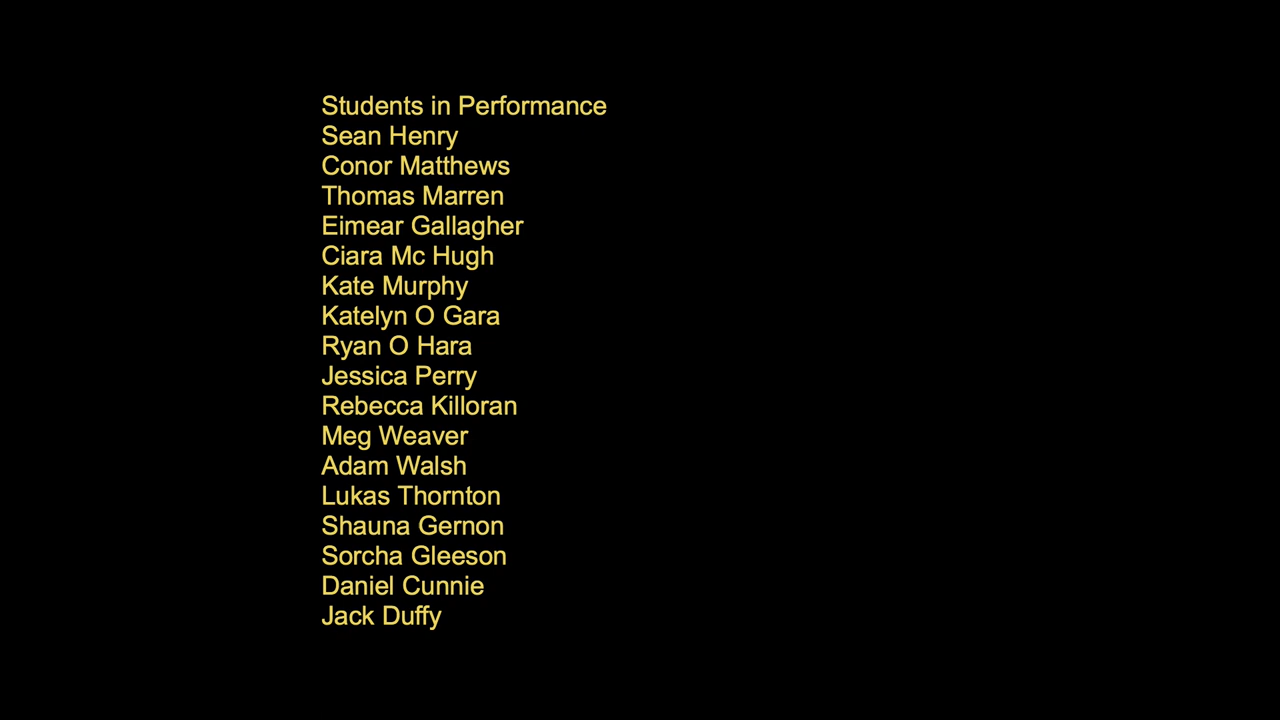 Students in Performance
Sean Henry
Conor Matthews
Thomas Marren
Eimear Gallagher
Ciara Mc Hugh
Kate Murphy
Katelyn O Gara
Ryan O Hara
Jessica Perry
Rebecca Killoran
Meg Weaver
Adam Walsh
Lukas Thornton
Shauna Gernon
Sorcha Gleeson
Daniel Cunnie
Jack Duffy